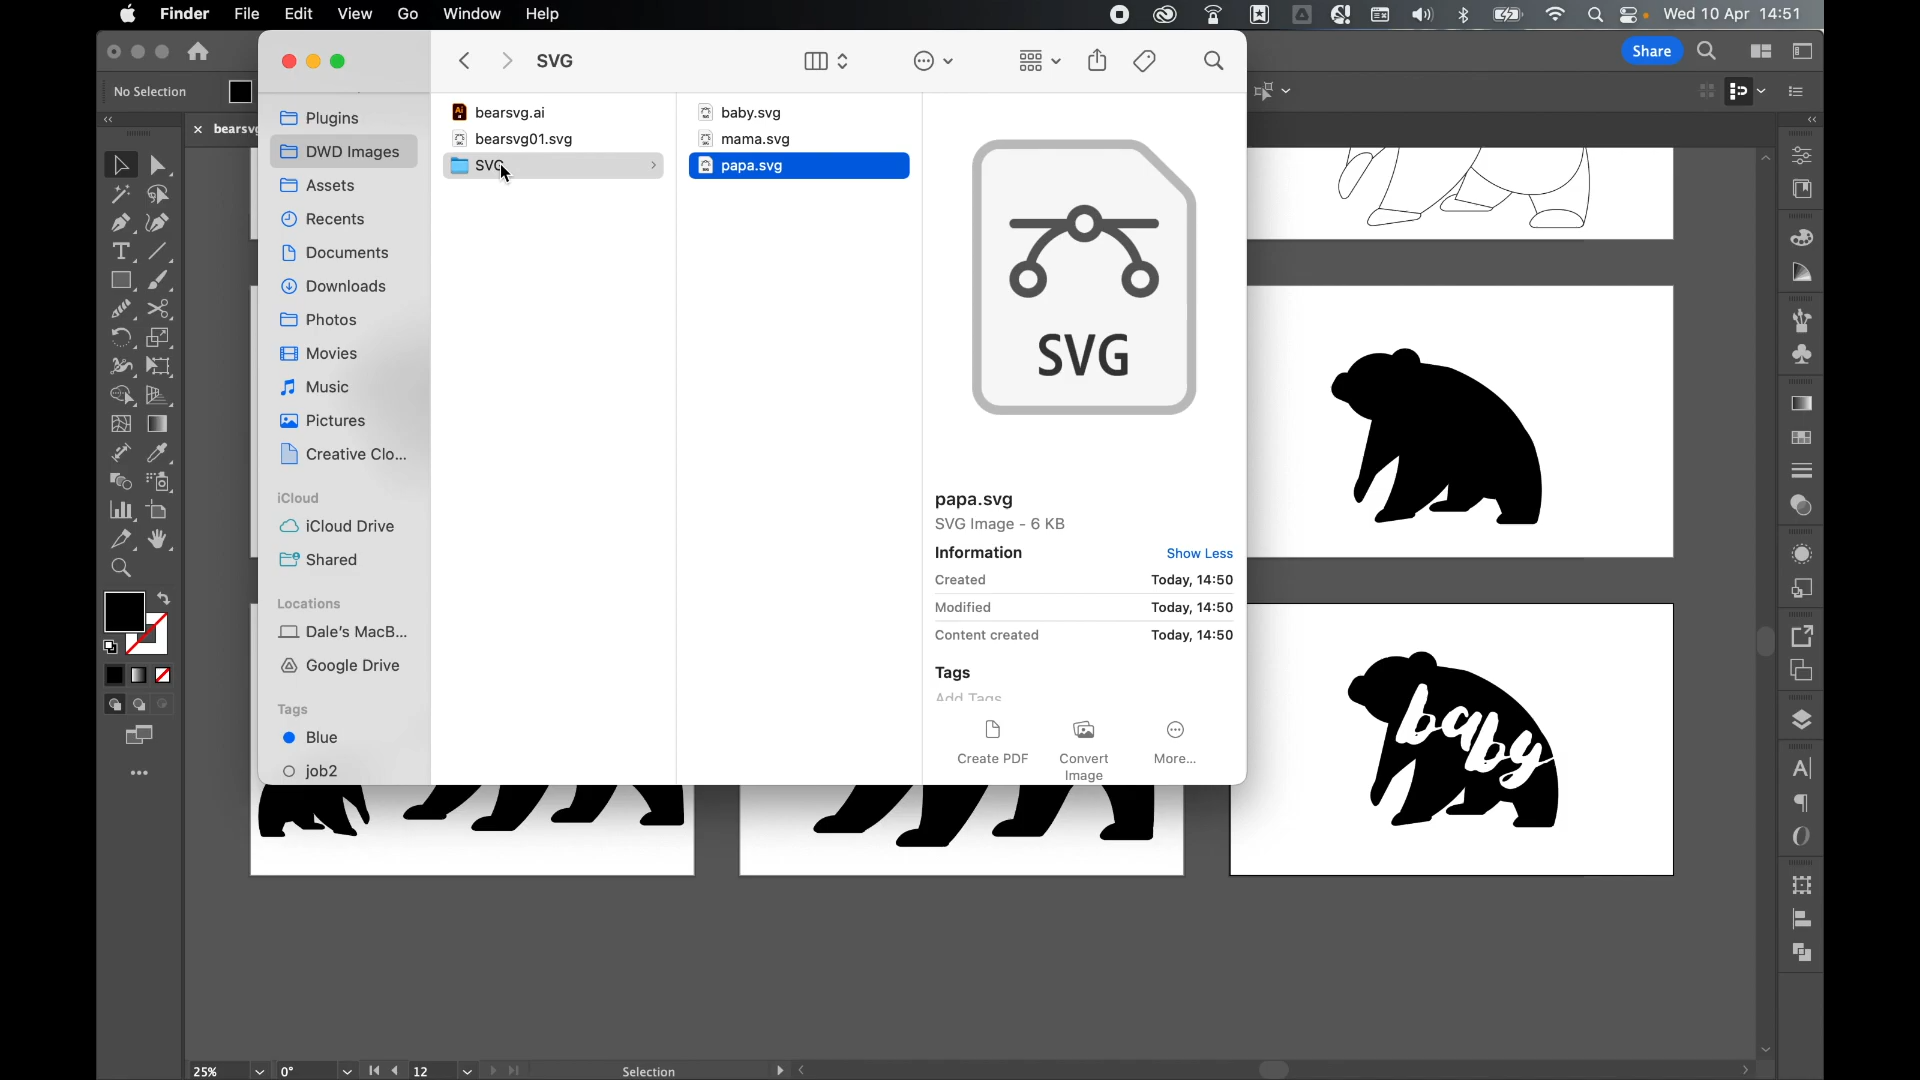 Finder File Edit View Go Window Help Wed 10 Apr 14:51
SVG
Share
No Selection
bearsvg
Plugins
DWD Images
Assets
Recents
Documents
Downloads
Photos
Movies
Music
Pictures
Creative Clo...
iCloud
iCloud Drive
Shared
Locations
Dale's MacB...
Google Drive
Tags
Blue
job2
bearsvg.ai
bearsvg01.svg
SVG
baby.svg
mama.svg
papa.svg
SVG
papa.svg
SVG Image - 6 KB
Information Show Less
Created Today, 14:50
Modified Today, 14:50
Content created Today, 14:50
Tags
Add Tags
Create PDF
Convert Image
More...
baby
25% 0° 12 Selection